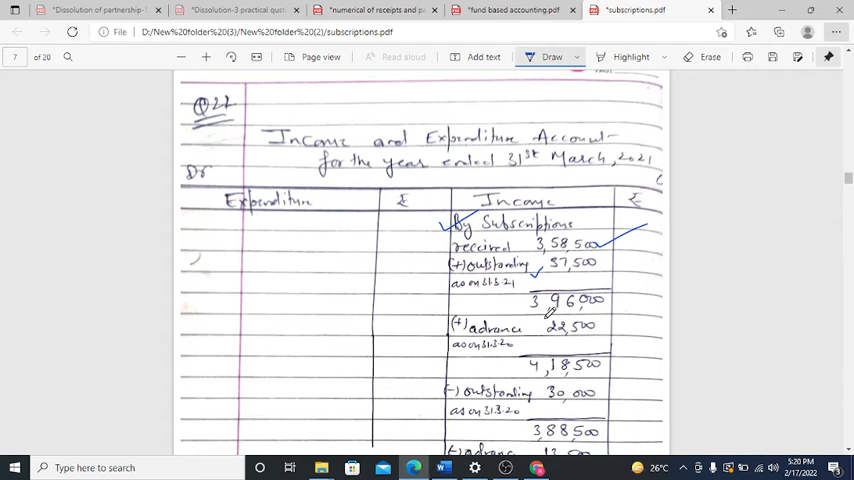 *Dissolution of partnership-
*Dissolution-3 practical quest
*numerical of receipts and pa
*fund based accounting.pdf
*subscriptions.pdf
File
D:/New%20folder%20(3)/New%20folder%20(2)/subscriptions.pdf
7 of 20
Page view
Read aloud
Add text
Draw
Highlight
Erase
Income and Expenditure Account
for the year ended 31st March, 2021
Dr
Expenditure ₹ Income ₹
By Subscriptions
received 3,58,500
(+) outstanding 37,500
as on 31.3.21
3 96,000
(+) advance 22,500
as on 31.3.20
4,18,500
(-) outstanding 30,000
as on 31.3.20
3,88,500
(-) advance
Type here to search
26°C
5:20 PM
2/17/2022
3